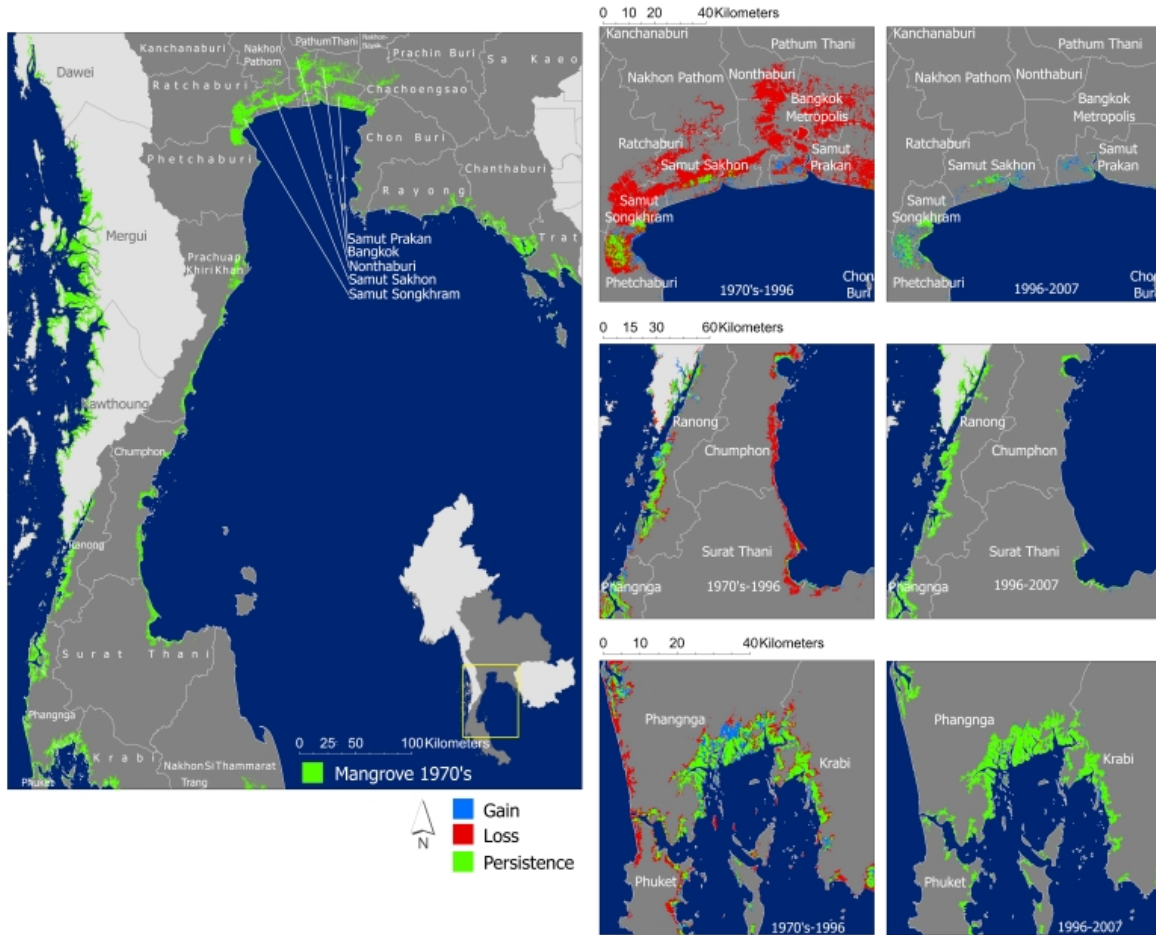 Kanchanaburi
Nakhon
Pathom
PathumThani
Prachin Buri
Sa Kaeo
Dawei
Ratchaburi
Chachoengsao
Chon Buri
Phetchaburi
Chanthaburi
Rayong
Trat
Mergui
Prachuap
Khiri Khan
Samut Prakan
Bangkok
Nonthaburi
Samut Sakhon
Samut Songkhram
Kawthoung
Chumphon
Ranong
Surat Thani
Phangnga
Krabi
Nakhon Si Thammarat
Phuket
Trang
0 25 50 100 Kilometers
Mangrove 1970's
N
Gain
Loss
Persistence
0 10 20 40 Kilometers
Kanchanaburi
Pathum Thani
Nakhon Pathom
Nonthaburi
Bangkok
Metropolis
Ratchaburi
Samut Sakhon
Samut
Prakan
Samut
Songkhram
Phetchaburi
Chon
Buri
1970's-1996
Kanchanaburi
Pathum Thani
Nakhon Pathom
Nonthaburi
Bangkok
Metropolis
Ratchaburi
Samut Sakhon
Samut
Prakan
Samut
Songkhram
Phetchaburi
Chon
Bur
1996-2007
0 15 30 60 Kilometers
Ranong
Chumphon
Surat Thani
Phangnga
1970's-1996
Ranong
Chumphon
Surat Thani
Phangnga
1996-2007
0 10 20 40 Kilometers
Phangnga
Krabi
Phuket
1970's-1996
Phangnga
Krabi
Phuket
1996-2007